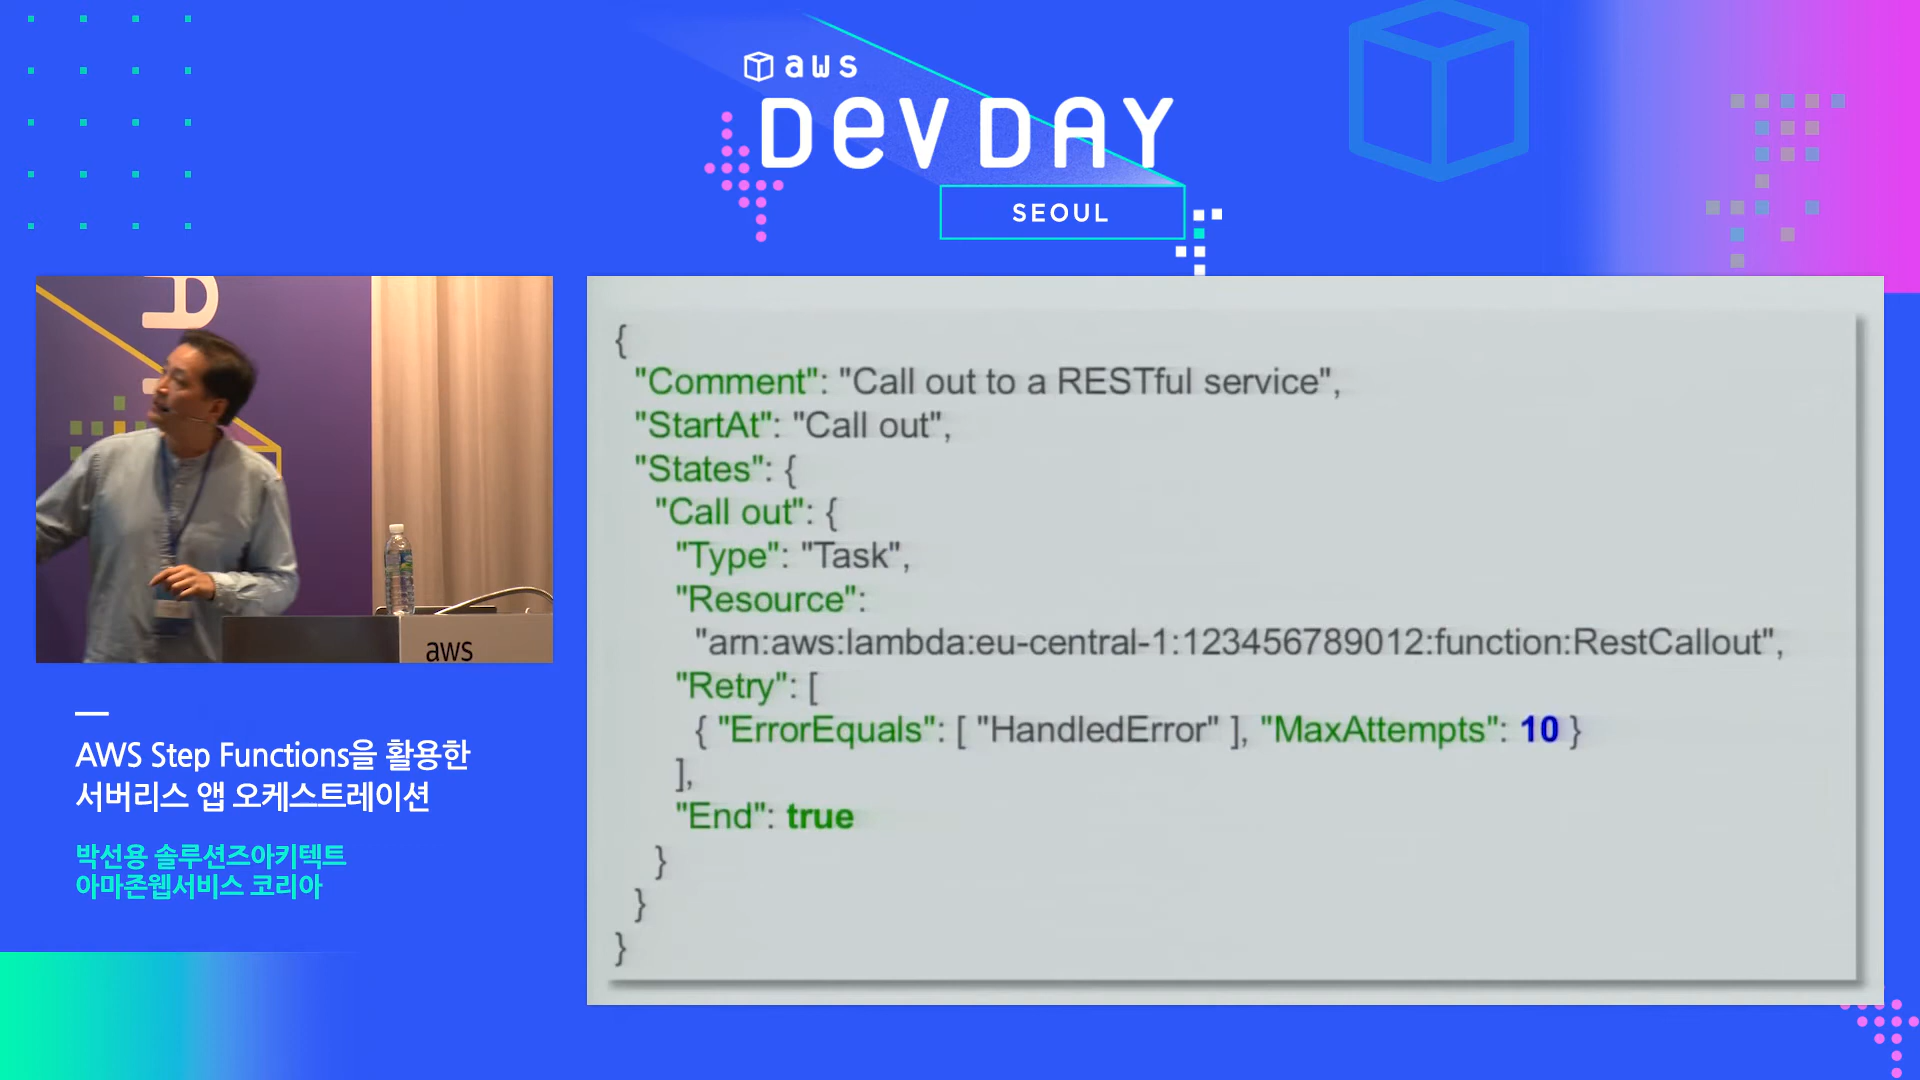 aws
DEV DAY
SEOUL
aws
AWS Step Functions을 활용한
서버리스 앱 오케스트레이션
박선용 솔루션즈아키텍트
아마존웹서비스 코리아
{
"Comment": "Call out to a RESTful service",
"StartAt": "Call out",
"States": {
"Call out": {
"Type": "Task",
"Resource":
"arn:aws:lambda:eu-central-1:123456789012:function:RestCallout",
"Retry": [
{ "ErrorEquals": [ "HandledError" ], "MaxAttempts": 10 }
],
"End": true
}
}
}